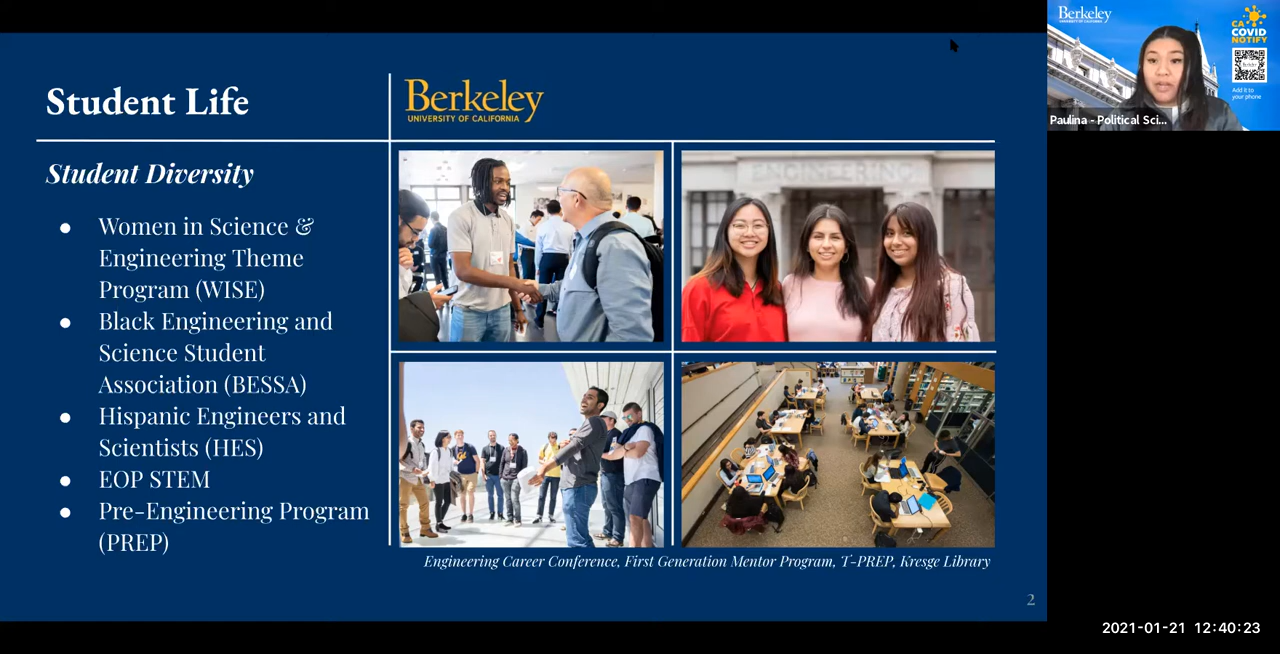 Student Life
Berkeley
UNIVERSITY OF CALIFORNIA
Student Diversity
● Women in Science &
Engineering Theme
Program (WISE)
● Black Engineering and
Science Student
Association (BESSA)
● Hispanic Engineers and
Scientists (HES)
● EOP STEM
● Pre-Engineering Program
(PREP)
ENGINEERING
Engineering Career Conference, First Generation Mentor Program, T-PREP, Kresge Library
2
Berkeley
UNIVERSITY OF CALIFORNIA
CA
COVID
NOTIFY
Berkeley
Add it to
your phone
Paulina - Political Sci...
2021-01-21 12:40:23